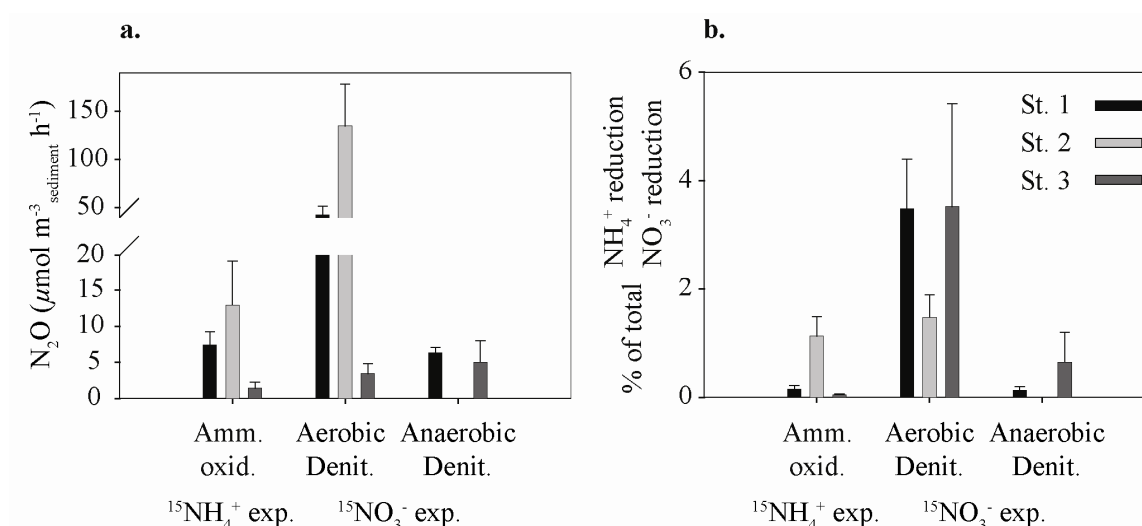 a.
N₂O (µmol m⁻³ sediment h⁻¹)
150
100
50
20
15
10
5
0
Amm. oxid.
Aerobic Denit.
Anaerobic Denit.
¹⁵NH₄⁺ exp.
¹⁵NO₃⁻ exp.
b.
% of total
NH₄⁺ reduction
NO₃⁻ reduction
6
4
2
0
St. 1
St. 2
St. 3
Amm. oxid.
Aerobic Denit.
Anaerobic Denit.
¹⁵NH₄⁺ exp.
¹⁵NO₃⁻ exp.